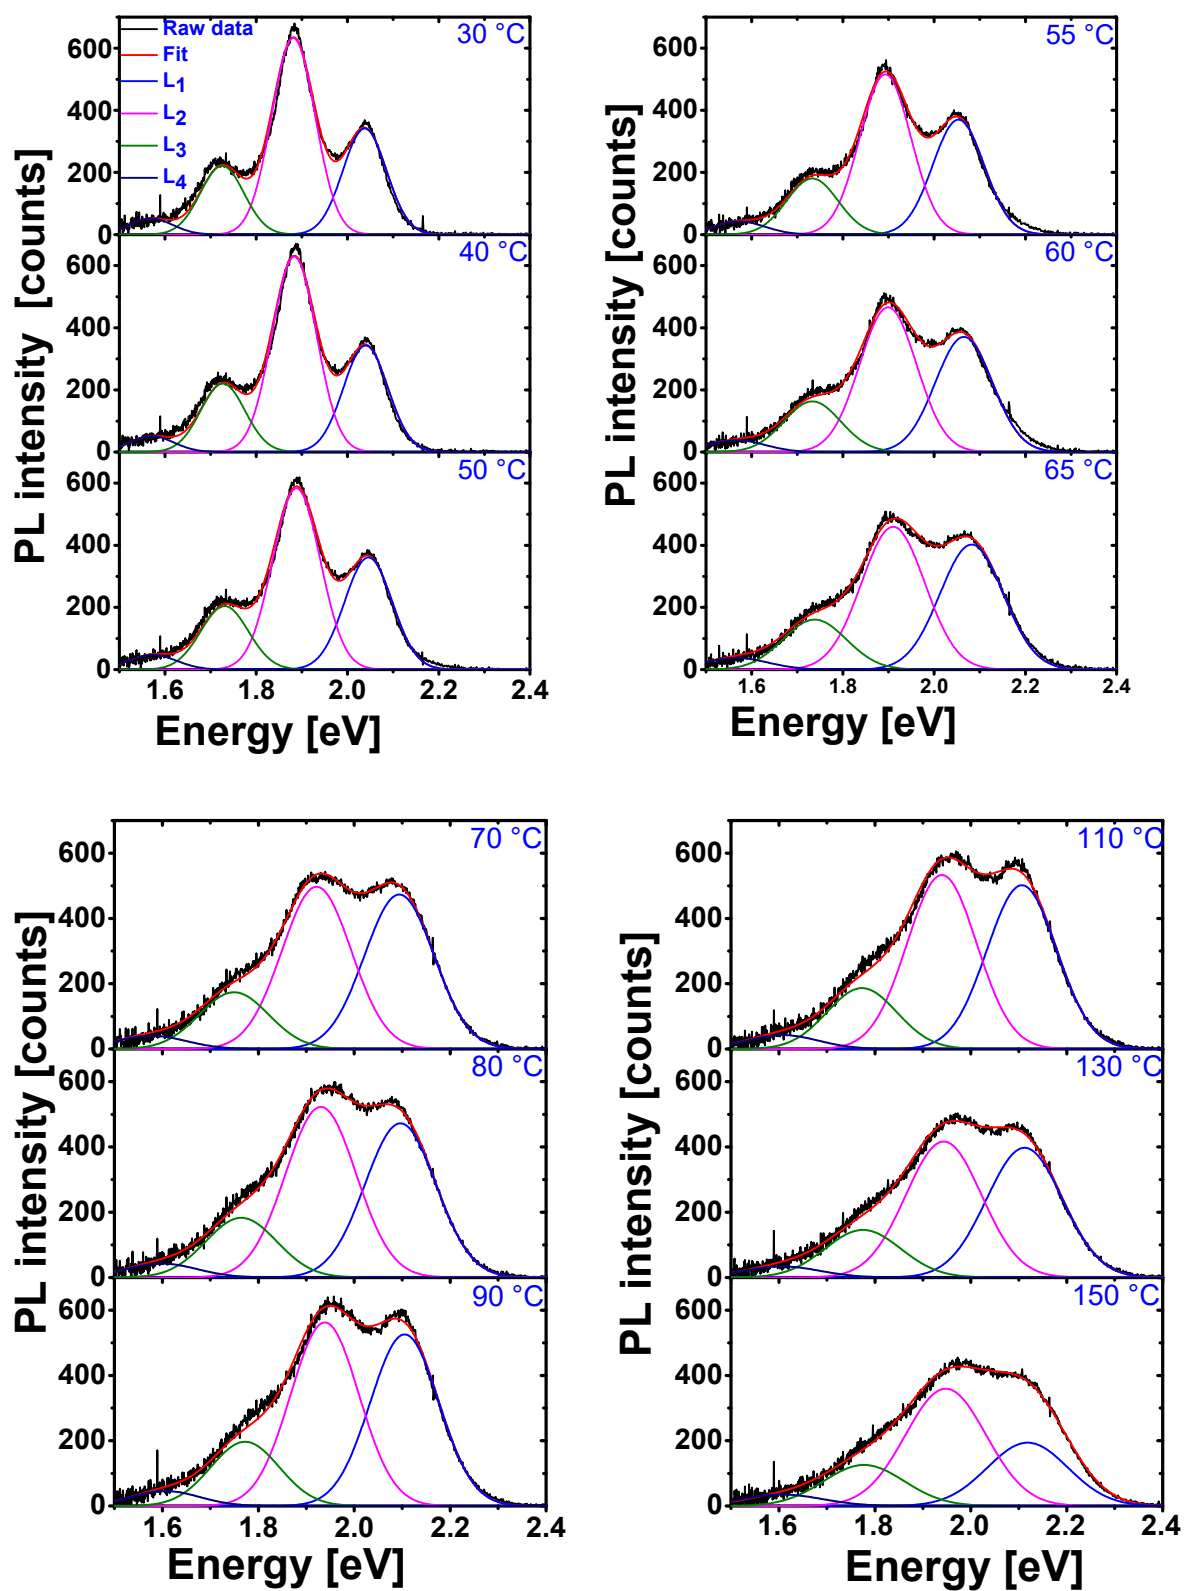 Raw data
Fit
L1
L2
L3
L4
30 °C
600
400
200
0
40 °C
600
400
200
0
50 °C
600
400
200
0
1.6 1.8 2.0 2.2 2.4
PL intensity [counts]
Energy [eV]
55 °C
600
400
200
0
60 °C
600
400
200
0
65 °C
600
400
200
0
1.6 1.8 2.0 2.2 2.4
PL intensity [counts]
Energy [eV]
70 °C
600
400
200
0
80 °C
600
400
200
0
90 °C
600
400
200
0
1.6 1.8 2.0 2.2 2.4
PL intensity [counts]
Energy [eV]
110 °C
600
400
200
0
130 °C
600
400
200
0
150 °C
600
400
200
0
1.6 1.8 2.0 2.2 2.4
PL intensity [counts]
Energy [eV]